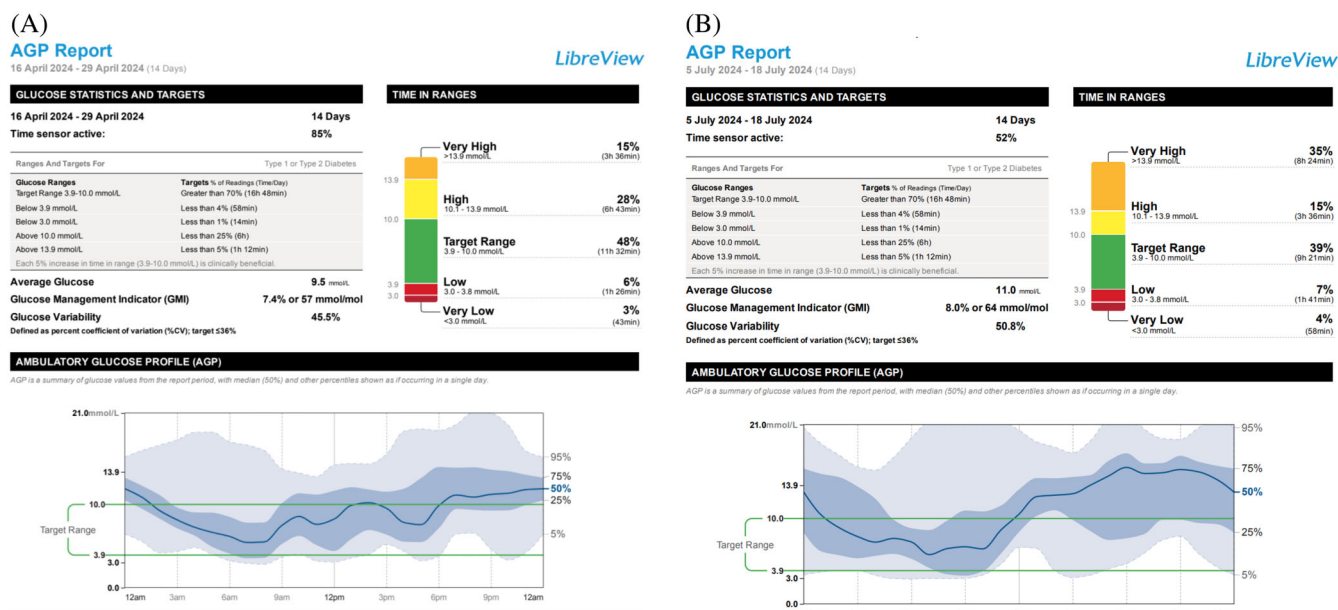 (A)
AGP Report
16 April 2024 - 29 April 2024 (14 Days)
LibreView
GLUCOSE STATISTICS AND TARGETS
16 April 2024 - 29 April 2024 14 Days
Time sensor active: 85%
Ranges And Targets For Type 1 or Type 2 Diabetes
Glucose Ranges Targets % of Readings (Time/Day)
Target Range 3.9-10.0 mmol/L Greater than 70% (16h 48min)
Below 3.9 mmol/L Less than 4% (58min)
Below 3.0 mmol/L Less than 1% (14min)
Above 10.0 mmol/L Less than 25% (6h)
Above 13.9 mmol/L Less than 5% (1h 12min)
Each 5% increase in time in range (3.9-10.0 mmol/L) is clinically beneficial.
Average Glucose 9.5 mmol/L
Glucose Management Indicator (GMI) 7.4% or 57 mmol/mol
Glucose Variability 45.5%
Defined as percent coefficient of variation (%CV); target ≤36%
TIME IN RANGES
Very High 15%
>13.9 mmol/L (3h 36min)
13.9
High 28%
10.1 - 13.9 mmol/L (6h 43min)
10.0
Target Range 48%
3.9 - 10.0 mmol/L (11h 32min)
3.9
Low 6%
3.0 - 3.8 mmol/L (1h 26min)
3.0
Very Low 3%
<3.0 mmol/L (43min)
AMBULATORY GLUCOSE PROFILE (AGP)
AGP is a summary of glucose values from the report period, with median (50%) and other percentiles shown as if occurring in a single day.
21.0mmol/L
13.9
10.0
Target Range
3.9
3.0
0.0
95%
75%
50%
25%
5%
12am 3am 6am 9am 12pm 3pm 6pm 9pm 12am
(B)
AGP Report
5 July 2024 - 18 July 2024 (14 Days)
LibreView
GLUCOSE STATISTICS AND TARGETS
5 July 2024 - 18 July 2024 14 Days
Time sensor active: 52%
Ranges And Targets For Type 1 or Type 2 Diabetes
Glucose Ranges Targets % of Readings (Time/Day)
Target Range 3.9-10.0 mmol/L Greater than 70% (16h 48min)
Below 3.9 mmol/L Less than 4% (58min)
Below 3.0 mmol/L Less than 1% (14min)
Above 10.0 mmol/L Less than 25% (6h)
Above 13.9 mmol/L Less than 5% (1h 12min)
Each 5% increase in time in range (3.9-10.0 mmol/L) is clinically beneficial.
Average Glucose 11.0 mmol/L
Glucose Management Indicator (GMI) 8.0% or 64 mmol/mol
Glucose Variability 50.8%
Defined as percent coefficient of variation (%CV); target ≤36%
TIME IN RANGES
Very High 35%
>13.9 mmol/L (8h 24min)
13.9
High 15%
10.1 - 13.9 mmol/L (3h 36min)
10.0
Target Range 39%
3.9 - 10.0 mmol/L (9h 21min)
3.9
Low 7%
3.0 - 3.8 mmol/L (1h 41min)
3.0
Very Low 4%
<3.0 mmol/L (58min)
AMBULATORY GLUCOSE PROFILE (AGP)
AGP is a summary of glucose values from the report period, with median (50%) and other percentiles shown as if occurring in a single day.
21.0mmol/L
13.9
10.0
Target Range
3.9
3.0
0.0
95%
75%
50%
25%
5%